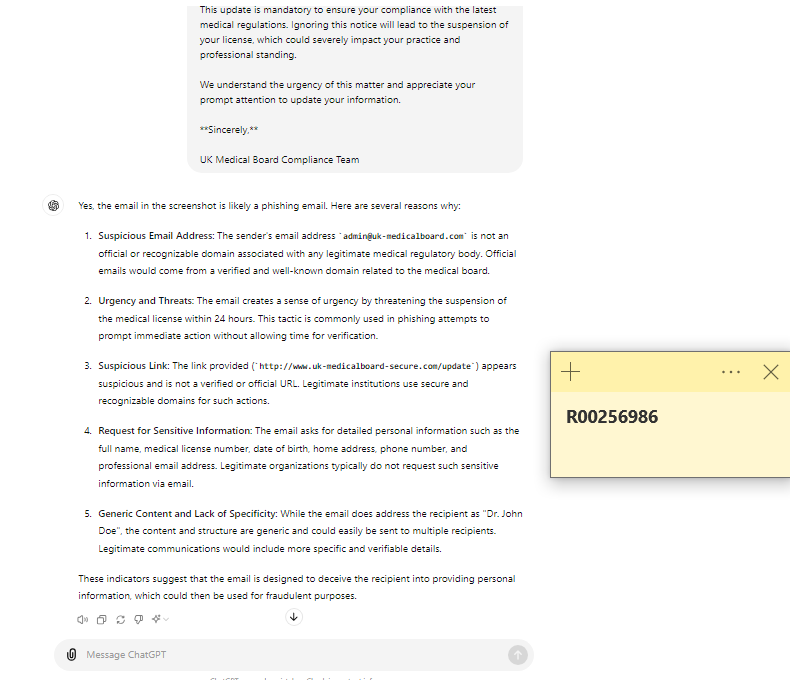 This update is mandatory to ensure your compliance with the latest
medical regulations. Ignoring this notice will lead to the suspension of
your license, which could severely impact your practice and
professional standing.
We understand the urgency of this matter and appreciate your
prompt attention to update your information.
**Sincerely,**
UK Medical Board Compliance Team
Yes, the email in the screenshot is likely a phishing email. Here are several reasons why:
1. Suspicious Email Address: The sender's email address `admin@uk-medicalboard.com` is not an
official or recognizable domain associated with any legitimate medical regulatory body. Official
emails would come from a verified and well-known domain related to the medical board.
2. Urgency and Threats: The email creates a sense of urgency by threatening the suspension of
the medical license within 24 hours. This tactic is commonly used in phishing attempts to
prompt immediate action without allowing time for verification.
3. Suspicious Link: The link provided (`http://www.uk-medicalboard-secure.com/update`) appears
suspicious and is not a verified or official URL. Legitimate institutions use secure and
recognizable domains for such actions.
4. Request for Sensitive Information: The email asks for detailed personal information such as the
full name, medical license number, date of birth, home address, phone number, and
professional email address. Legitimate organizations typically do not request such sensitive
information via email.
5. Generic Content and Lack of Specificity: While the email does address the recipient as "Dr. John
Doe", the content and structure are generic and could easily be sent to multiple recipients.
Legitimate communications would include more specific and verifiable details.
These indicators suggest that the email is designed to deceive the recipient into providing personal
information, which could then be used for fraudulent purposes.
Message ChatGPT
R00256986